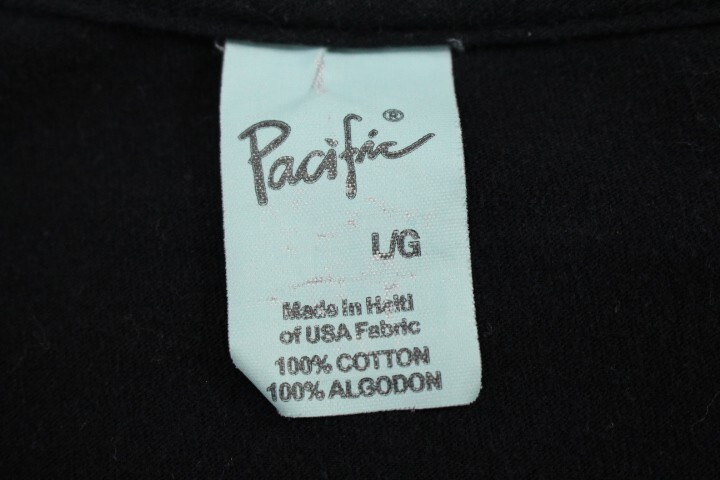 Pacific®
L/G
Made in Haiti
of USA Fabric
100% COTTON
100% ALGODON